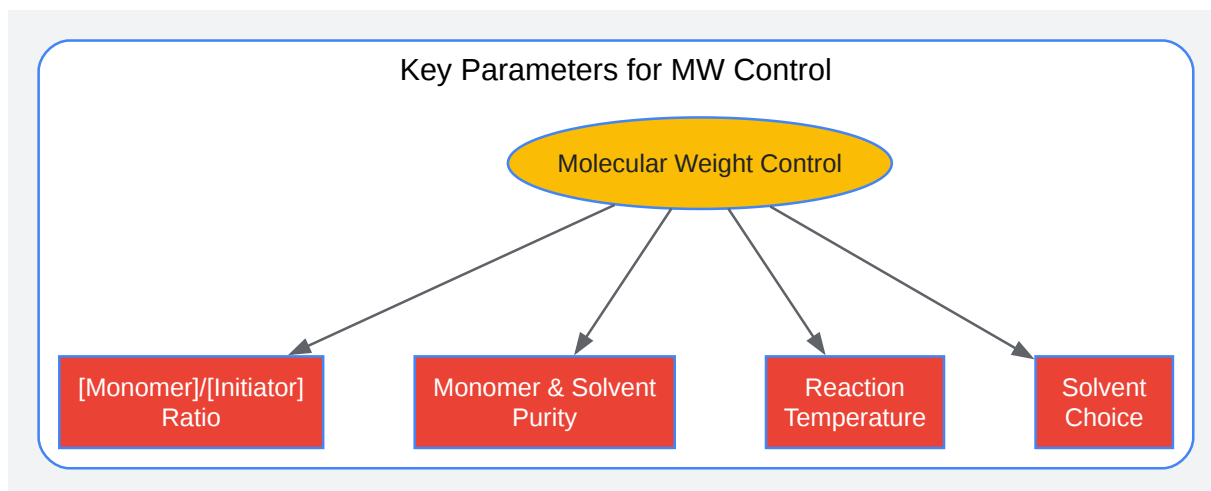 Key Parameters for MW Control
Molecular Weight Control
[Monomer]/[Initiator]
Ratio
Monomer & Solvent
Purity
Reaction
Temperature
Solvent
Choice